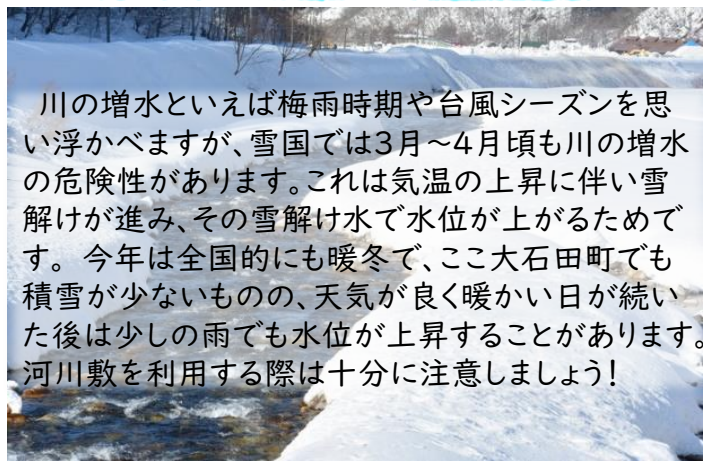 川の増水といえば梅雨時期や台風シーズンを思
い浮かべますが、雪国では3月～4月頃も川の増水
の危険性があります。これは気温の上昇に伴い雪
解けが進み、その雪解け水で水位が上がるためで
す。 今年は全国的にも暖冬で、ここ大石田町でも
積雪が少ないものの、天気が良く暖かい日が続い
た後は少しの雨でも水位が上昇することがあります。
河川敷を利用する際は十分に注意しましょう！